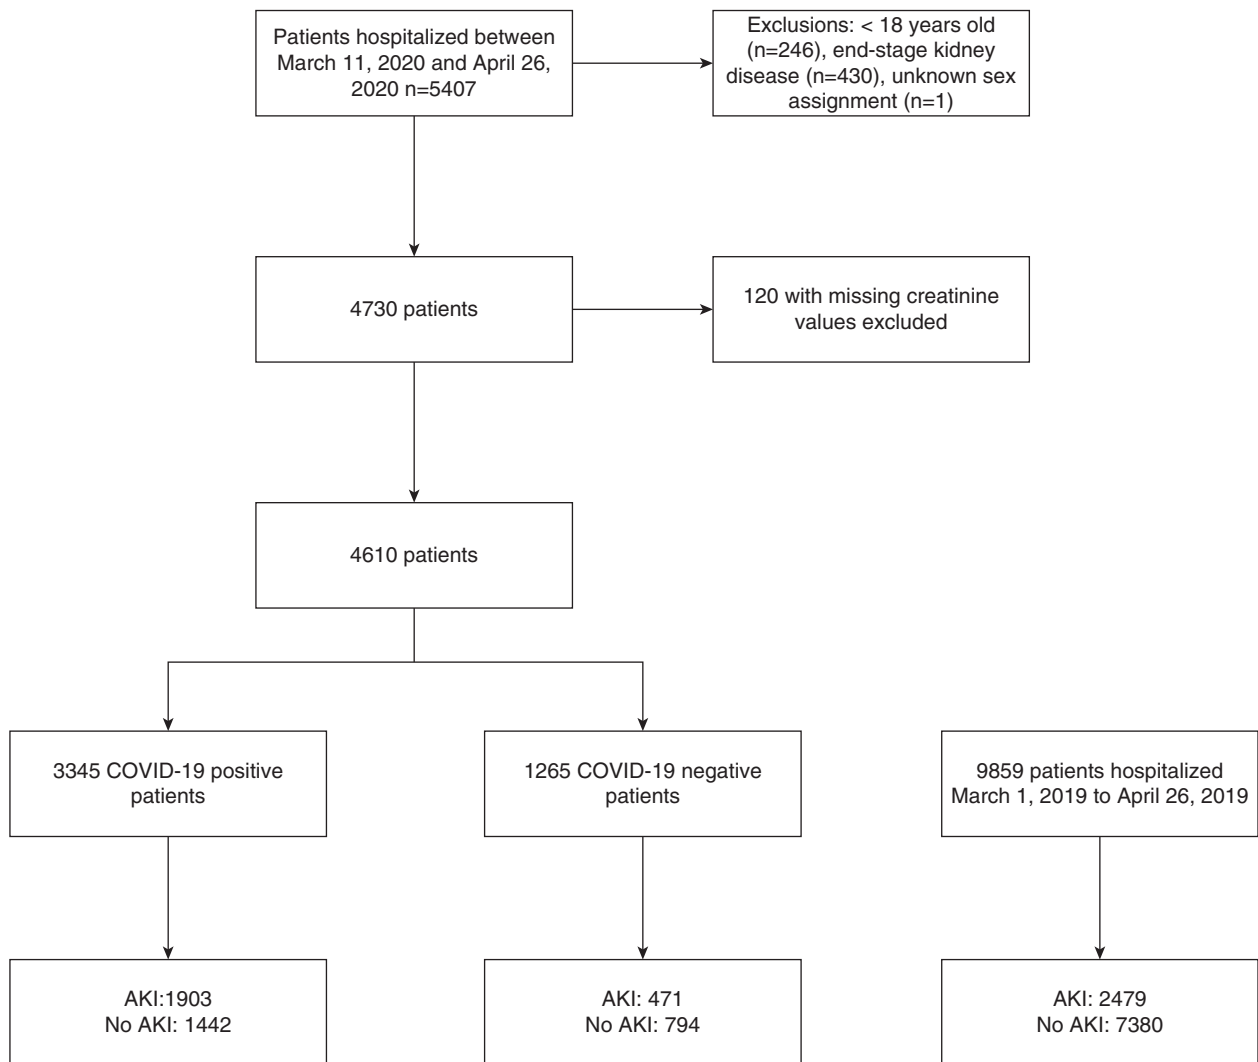 Patients hospitalized between
March 11, 2020 and April 26,
2020 n=5407
Exclusions: < 18 years old
(n=246), end-stage kidney
disease (n=430), unknown sex
assignment (n=1)
4730 patients
120 with missing creatinine
values excluded
4610 patients
3345 COVID-19 positive
patients
1265 COVID-19 negative
patients
9859 patients hospitalized
March 1, 2019 to April 26, 2019
AKI:1903
No AKI: 1442
AKI: 471
No AKI: 794
AKI: 2479
No AKI: 7380